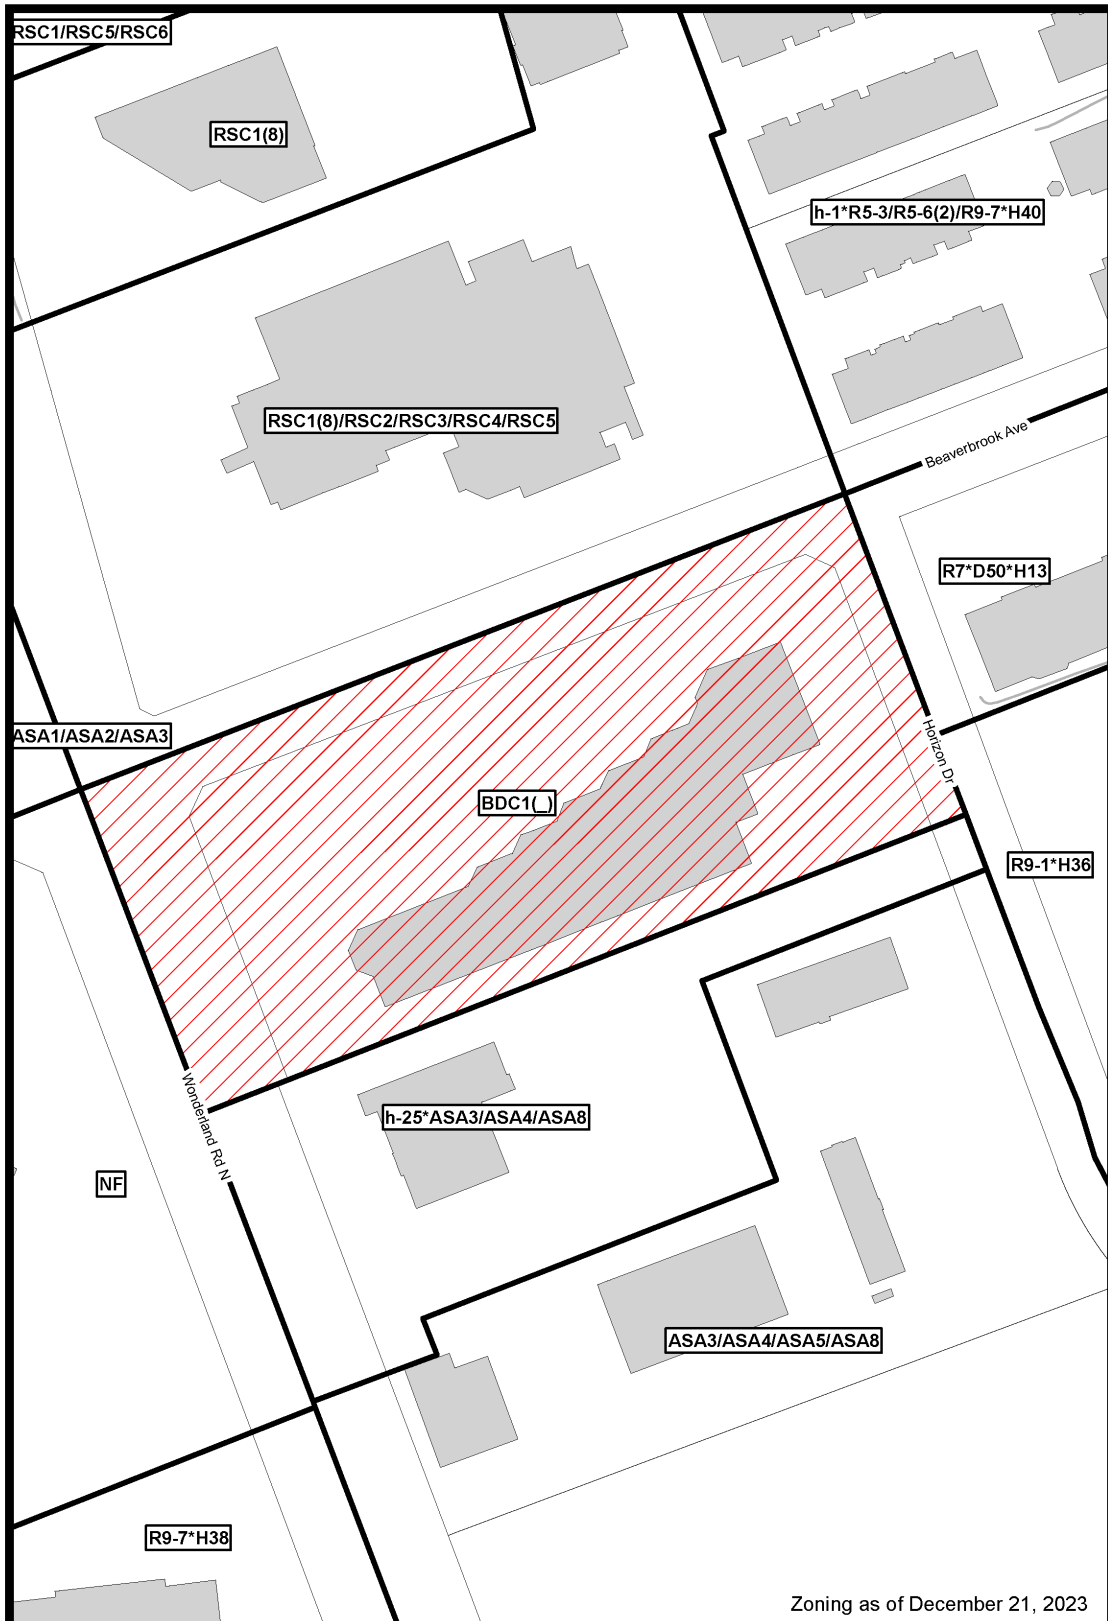 RSC1/RSC5/RSC6
RSC1(8)
h-1*R5-3/R5-6(2)/R9-7*H40
RSC1(8)/RSC2/RSC3/RSC4/RSC5
Beaverbrook Ave
R7*D50*H13
ASA1/ASA2/ASA3
Horizon Dr
BDC1(_)
R9-1*H36
Wonderland Rd N
h-25*ASA3/ASA4/ASA8
NF
ASA3/ASA4/ASA5/ASA8
R9-7*H38
Zoning as of December 21, 2023